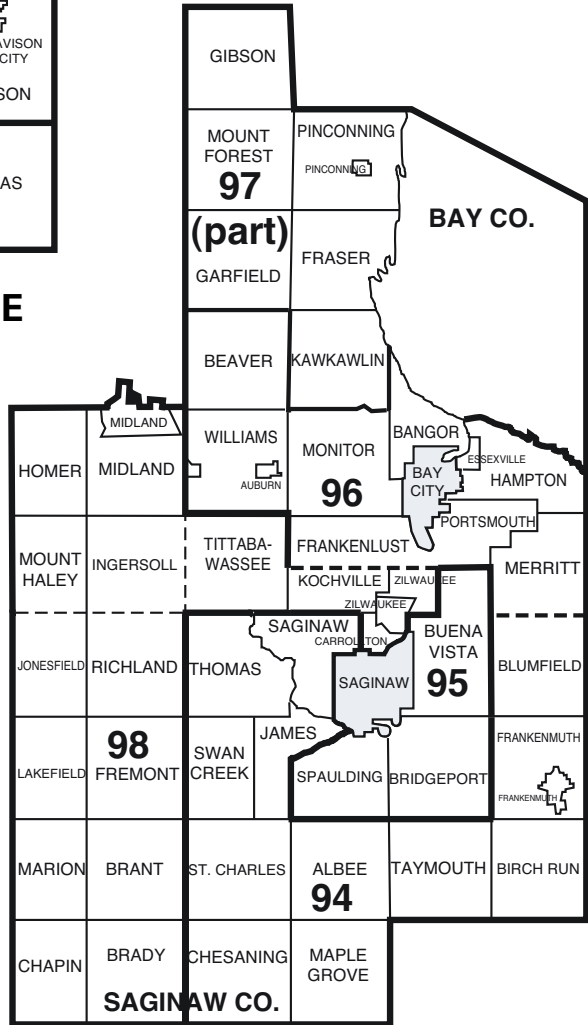 AVISON
CITY
SON
AS
E
GIBSON
MOUNT
FOREST
97
(part)
GARFIELD
PINCONNING
PINCONNING
FRASER
BAY CO.
BEAVER
KAWKAWLIN
MIDLAND
HOMER
MIDLAND
WILLIAMS
AUBURN
MONITOR
96
BANGOR
BAY
CITY
ESSEXVILLE
HAMPTON
PORTSMOUTH
MOUNT
HALEY
INGERSOLL
TITTABA-
WASSEE
FRANKENLUST
MERRITT
KOCHVILLE
ZILWAUKEE
ZILWAUKEE
SAGINAW
CARROLLTON
BUENA
VISTA
95
JONESFIELD
RICHLAND
THOMAS
SAGINAW
BLUMFIELD
98
LAKEFIELD
FREMONT
SWAN
CREEK
JAMES
SPAULDING
BRIDGEPORT
FRANKENMUTH
FRANKENMUTH
MARION
BRANT
ST. CHARLES
ALBEE
94
TAYMOUTH
BIRCH RUN
CHAPIN
BRADY
CHESANING
MAPLE
GROVE
SAGINAW CO.